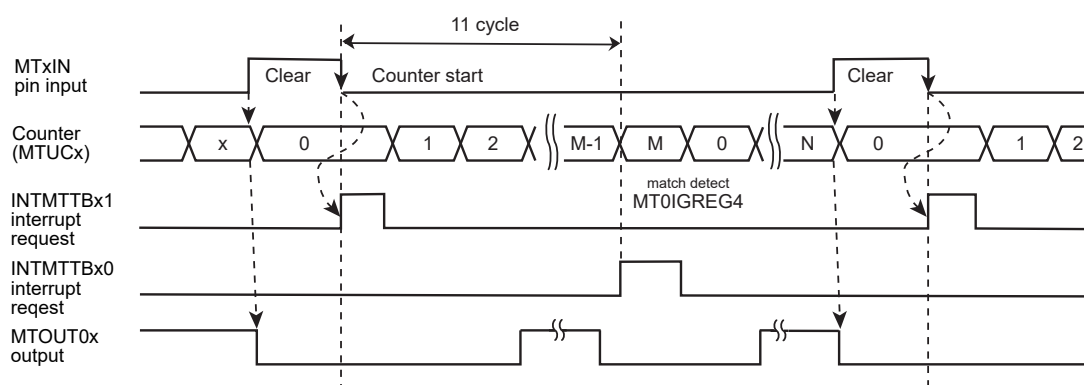 11 cycle
MTxIN
pin input
Clear
Counter start
Clear
Counter
(MTUCx)
x 0 1 2 M-1 M 0 N 0 1 2
match detect
MT0IGREG4
INTMTTBx1
interrupt
request
INTMTTBx0
interrupt
reqest
MTOUT0x
output